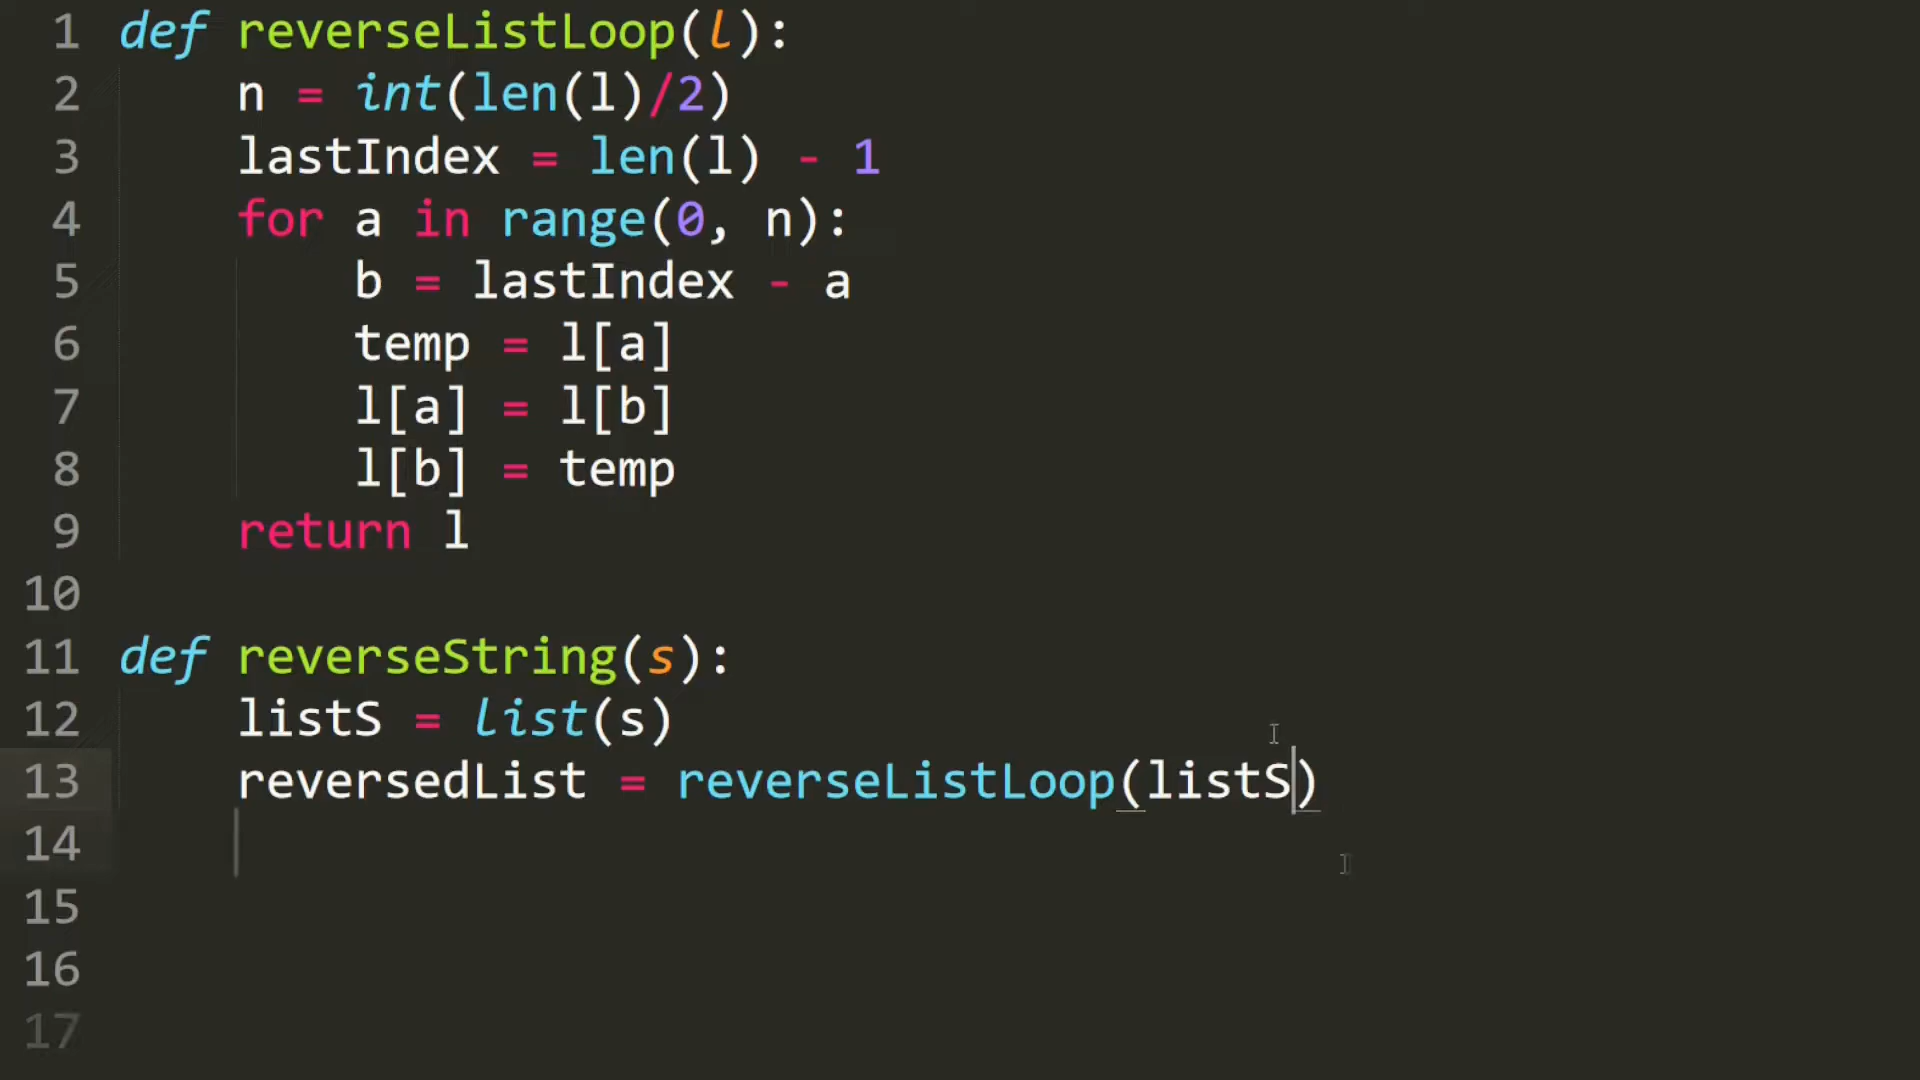 1 def reverseListLoop(l):
2 n = int(len(l)/2)
3 lastIndex = len(l) - 1
4 for a in range(0, n):
5 b = lastIndex - a
6 temp = l[a]
7 l[a] = l[b]
8 l[b] = temp
9 return l
10
11 def reverseString(s):
12 listS = list(s)
13 reversedList = reverseListLoop(listS)
14
15
16
17